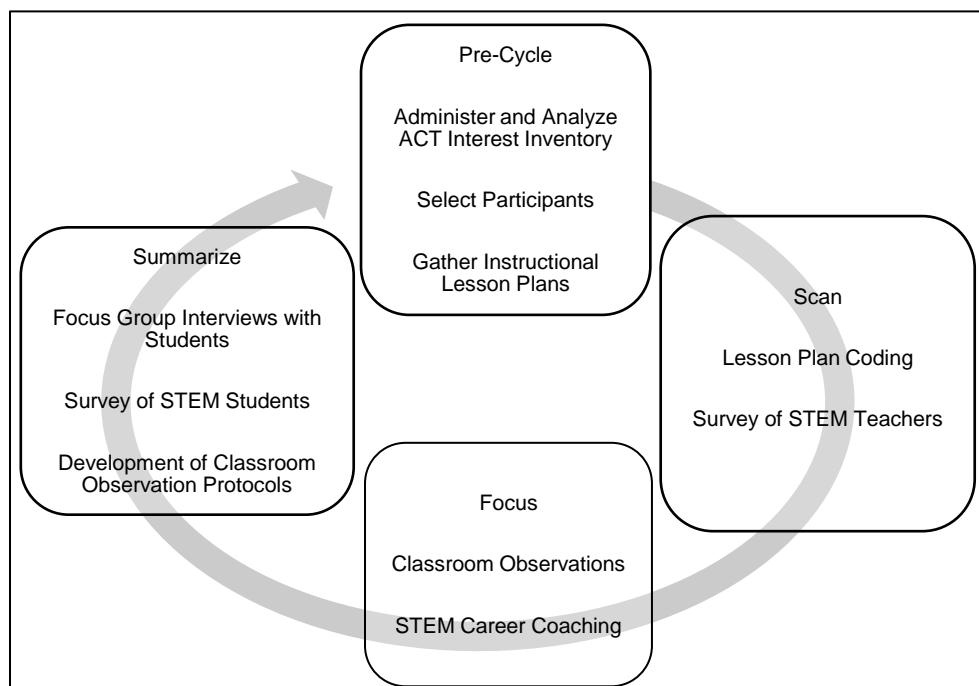 Pre-Cycle
Administer and Analyze
ACT Interest Inventory
Select Participants
Gather Instructional
Lesson Plans
Scan
Lesson Plan Coding
Survey of STEM Teachers
Focus
Classroom Observations
STEM Career Coaching
Summarize
Focus Group Interviews with
Students
Survey of STEM Students
Development of Classroom
Observation Protocols